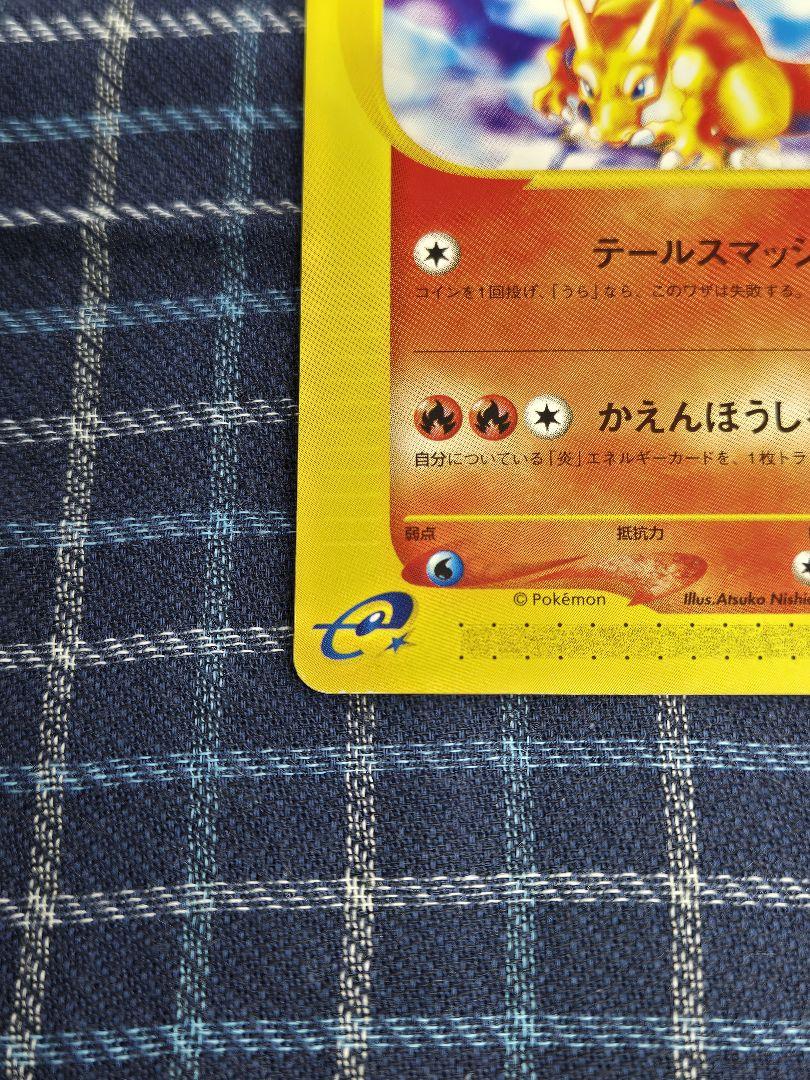 テールスマッシ
コインを1回投げ、「うら」なら、このワザは失敗する。
かえんほうし
自分についている「炎」エネルギーカードを、1枚トラ
弱点 抵抗力
© Pokémon Illus.Atsuko Nishi
e